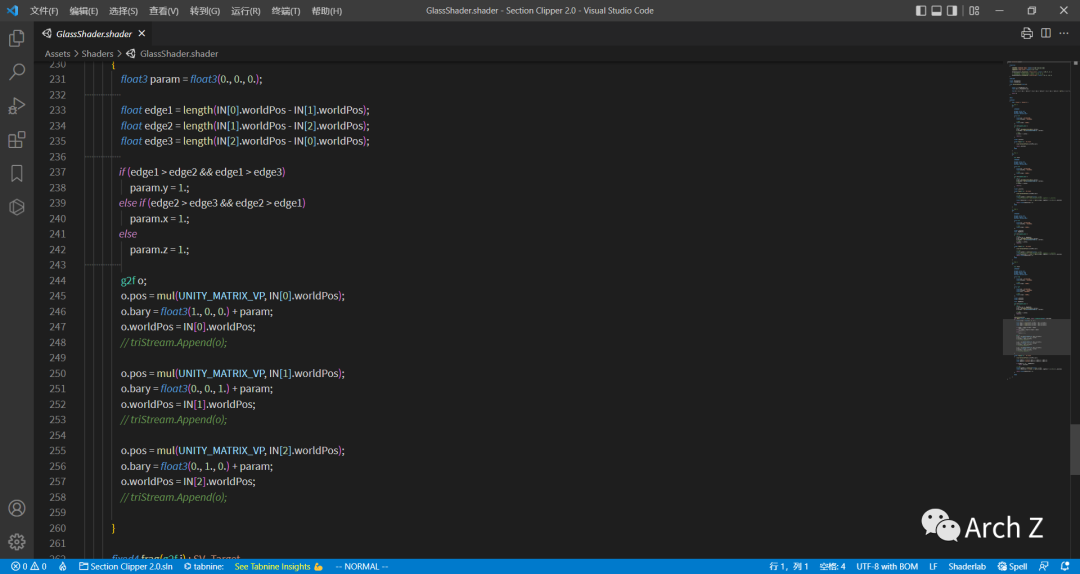 文件(F) 编辑(E) 选择(S) 查看(V) 转到(G) 运行(R) 终端(T) 帮助(H) GlassShader.shader - Section Clipper 2.0 - Visual Studio Code
GlassShader.shader
Assets > Shaders > GlassShader.shader
230 {
231 float3 param = float3(0., 0., 0.);
232
233 float edge1 = length(IN[0].worldPos - IN[1].worldPos);
234 float edge2 = length(IN[1].worldPos - IN[2].worldPos);
235 float edge3 = length(IN[2].worldPos - IN[0].worldPos);
236
237 if (edge1 > edge2 && edge1 > edge3)
238 param.y = 1.;
239 else if (edge2 > edge3 && edge2 > edge1)
240 param.x = 1.;
241 else
242 param.z = 1.;
243
244 g2f o;
245 o.pos = mul(UNITY_MATRIX_VP, IN[0].worldPos);
246 o.bary = float3(1., 0., 0.) + param;
247 o.worldPos = IN[0].worldPos;
248 // triStream.Append(o);
249
250 o.pos = mul(UNITY_MATRIX_VP, IN[1].worldPos);
251 o.bary = float3(0., 0., 1.) + param;
252 o.worldPos = IN[1].worldPos;
253 // triStream.Append(o);
254
255 o.pos = mul(UNITY_MATRIX_VP, IN[2].worldPos);
256 o.bary = float3(0., 1., 0.) + param;
257 o.worldPos = IN[2].worldPos;
258 // triStream.Append(o);
259
260 }
261
262 fixed4 frag(g2f i) : SV_Target
Arch Z
0 0 Section Clipper 2.0.sln tabnine: See Tabnine Insights -- NORMAL -- 行 1，列 1 空格: 4 UTF-8 with BOM LF Shaderlab Spell